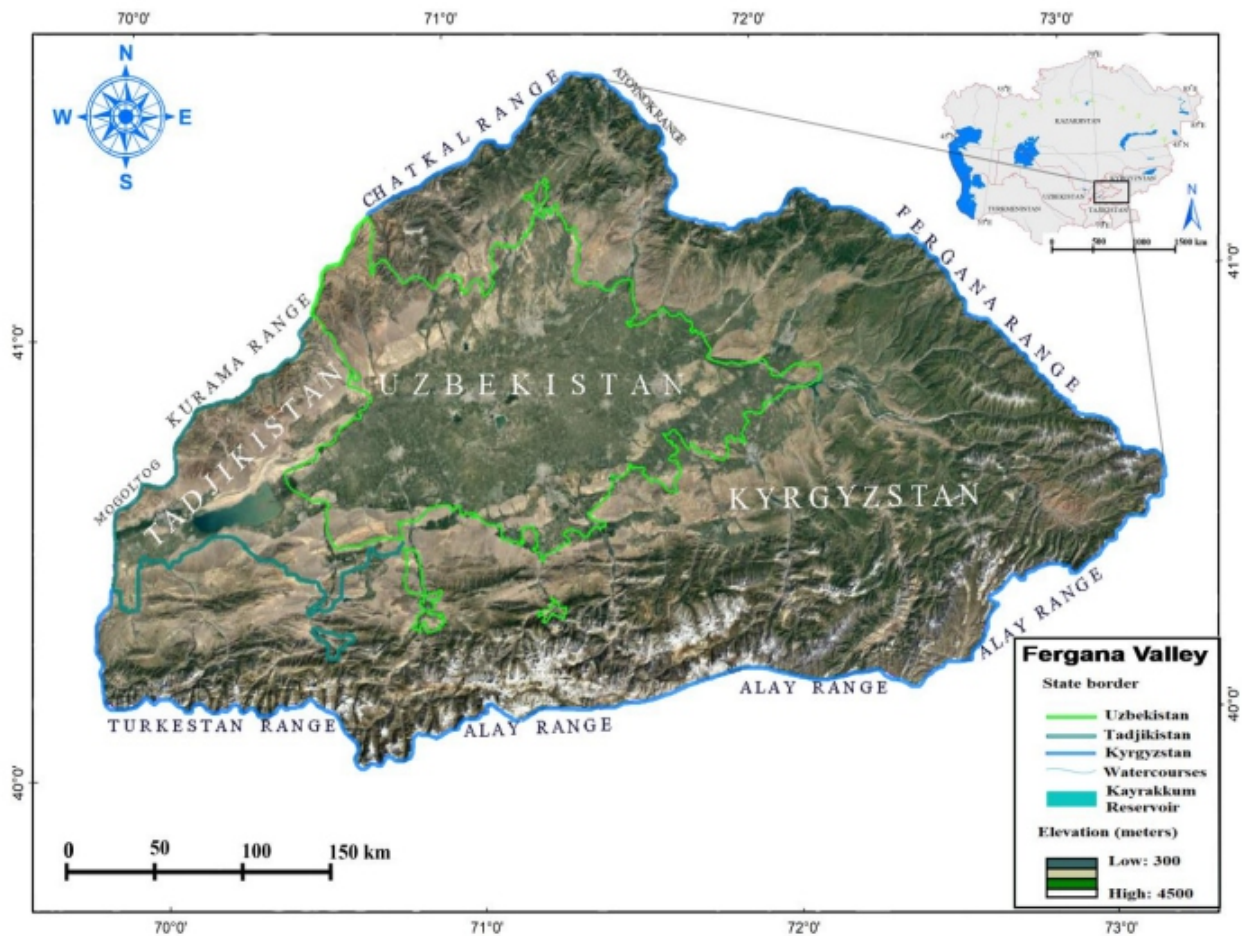 70°0' 71°0' 72°0' 73°0'
N
W E
S
CHATKAL RANGE
ATOYNOK RANGE
KAZAKISTAN
UZBEKISTAN
TURKMENISTAN
N
0 500 1000 1500 km
FERGANA RANGE
41°0'
41°0'
KURAMA RANGE
UZBEKISTAN
TADJIKISTAN
MOGOLTOG
KYRGYZSTAN
ALAY RANGE
ALAY RANGE
TURKESTAN RANGE
ALAY RANGE
40°0'
40°0'
Fergana Valley
State border
Uzbekistan
Tadjikistan
Kyrgyzstan
Watercourses
Kayrakkum
Reservoir
Elevation (meters)
Low: 300
High: 4500
0 50 100 150 km
70°0' 71°0' 72°0' 73°0'